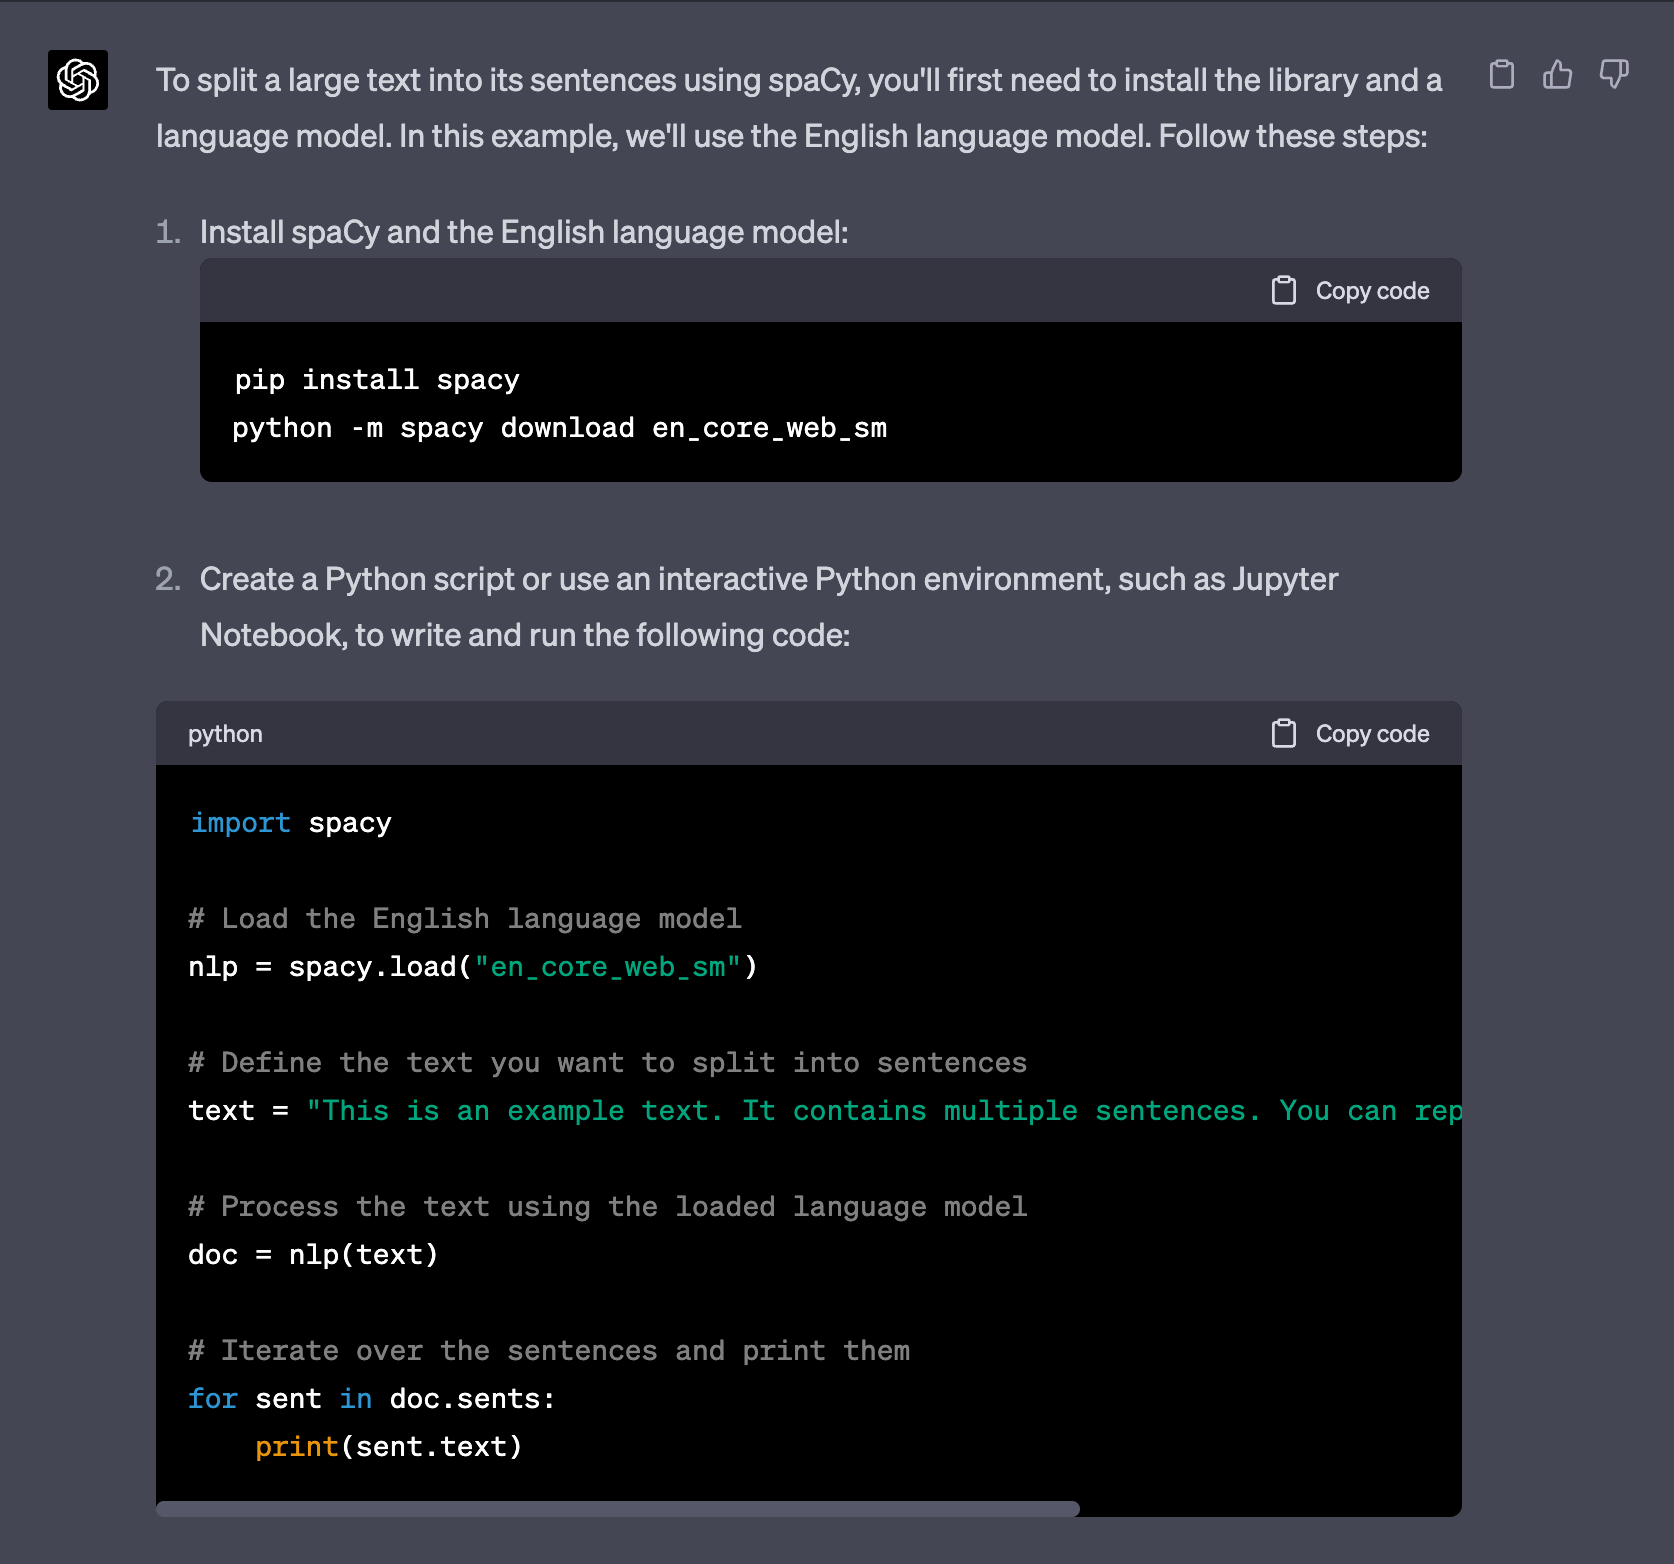 To split a large text into its sentences using spaCy, you'll first need to install the library and a
language model. In this example, we'll use the English language model. Follow these steps:
1. Install spaCy and the English language model:
Copy code
pip install spacy
python -m spacy download en_core_web_sm
2. Create a Python script or use an interactive Python environment, such as Jupyter
Notebook, to write and run the following code:
python Copy code
import spacy
# Load the English language model
nlp = spacy.load("en_core_web_sm")
# Define the text you want to split into sentences
text = "This is an example text. It contains multiple sentences. You can rep
# Process the text using the loaded language model
doc = nlp(text)
# Iterate over the sentences and print them
for sent in doc.sents:
    print(sent.text)